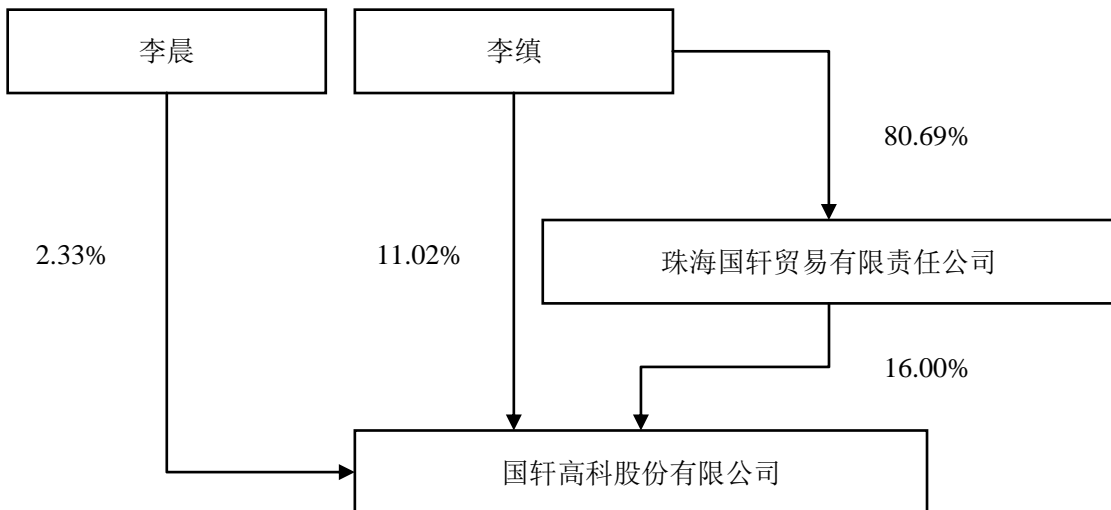 李晨
李缜
80.69%
2.33%
11.02%
珠海国轩贸易有限责任公司
16.00%
国轩高科股份有限公司